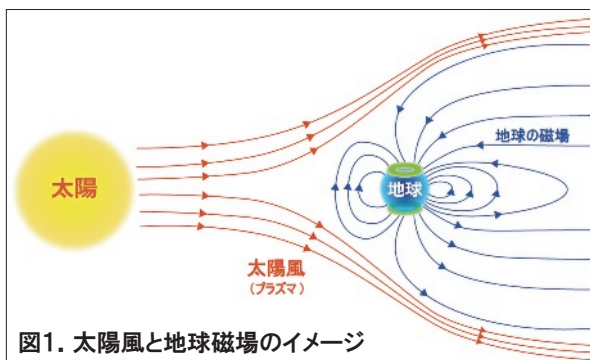 太陽
地球の磁場
地球
太陽風
(プラズマ)
図1. 太陽風と地球磁場のイメージ